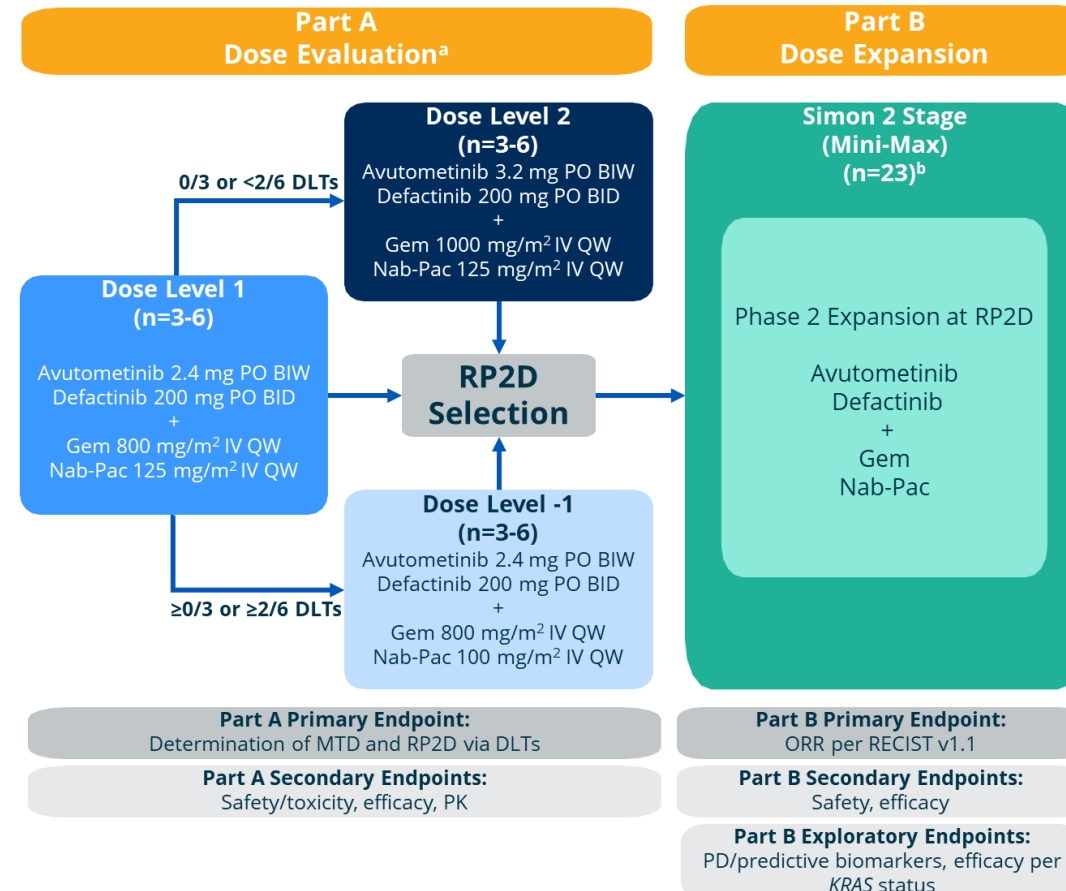 Part A
Dose Evaluationᵃ
Part B
Dose Expansion
Dose Level 2
(n=3-6)
Avutometinib 3.2 mg PO BIW
Defactinib 200 mg PO BID
+
Gem 1000 mg/m² IV QW
Nab-Pac 125 mg/m² IV QW
0/3 or <2/6 DLTs
Dose Level 1
(n=3-6)
Avutometinib 2.4 mg PO BIW
Defactinib 200 mg PO BID
+
Gem 800 mg/m² IV QW
Nab-Pac 125 mg/m² IV QW
RP2D
Selection
≥0/3 or ≥2/6 DLTs
Dose Level -1
(n=3-6)
Avutometinib 2.4 mg PO BIW
Defactinib 200 mg PO BID
+
Gem 800 mg/m² IV QW
Nab-Pac 100 mg/m² IV QW
Simon 2 Stage
(Mini-Max)
(n=23)ᵇ
Phase 2 Expansion at RP2D
Avutometinib
Defactinib
+
Gem
Nab-Pac
Part A Primary Endpoint:
Determination of MTD and RP2D via DLTs
Part A Secondary Endpoints:
Safety/toxicity, efficacy, PK
Part B Primary Endpoint:
ORR per RECIST v1.1
Part B Secondary Endpoints:
Safety, efficacy
Part B Exploratory Endpoints:
PD/predictive biomarkers, efficacy per
KRAS status